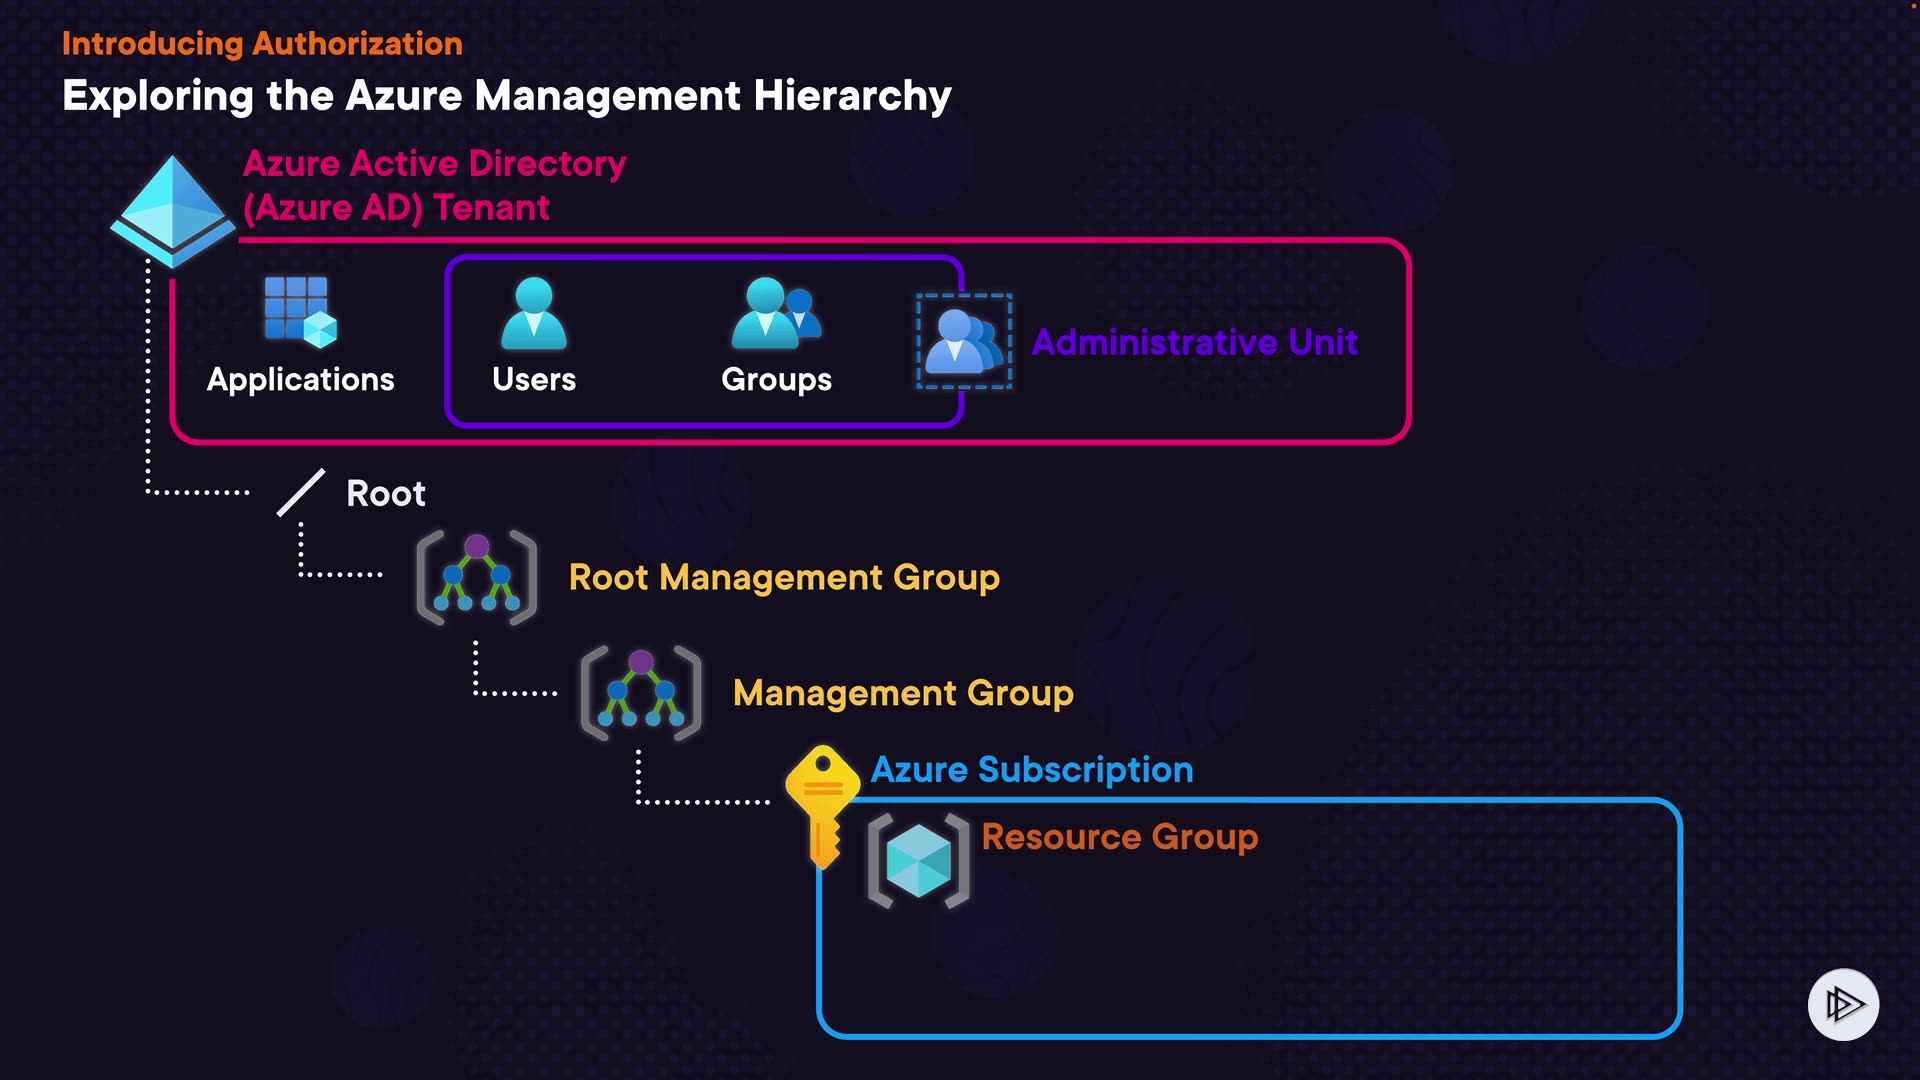 Introducing Authorization
Exploring the Azure Management Hierarchy
Azure Active Directory
(Azure AD) Tenant
Applications
Users
Groups
Administrative Unit
Root
Root Management Group
Management Group
Azure Subscription
Resource Group